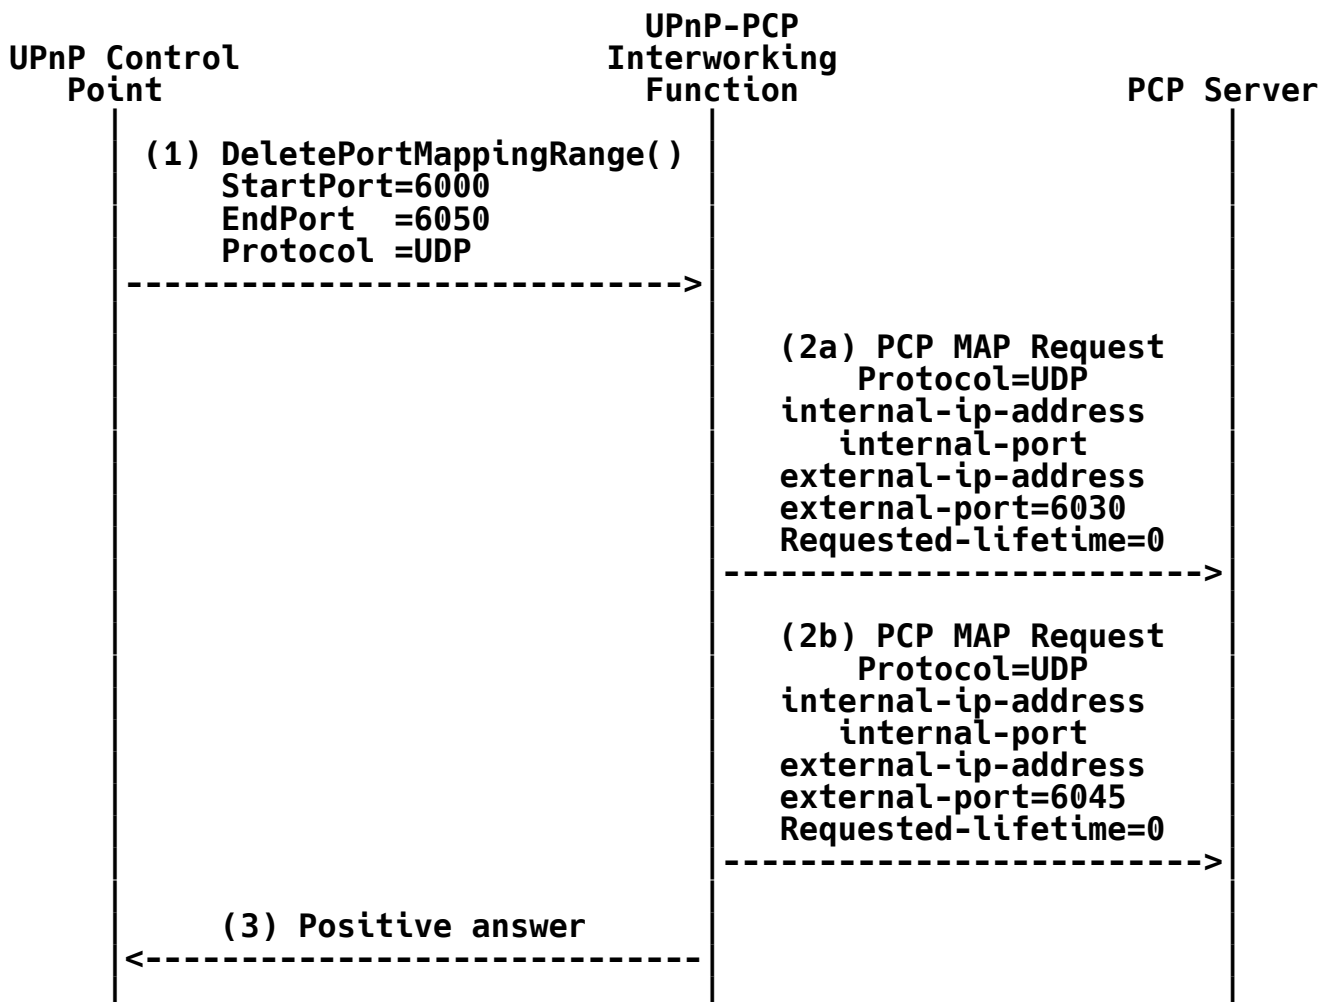 UPnP-PCP
UPnP Control Interworking
Point Function PCP Server
(1) DeletePortMappingRange()
StartPort=6000
EndPort =6050
Protocol =UDP
(2a) PCP MAP Request
Protocol=UDP
internal-ip-address
internal-port
external-ip-address
external-port=6030
Requested-lifetime=0
(2b) PCP MAP Request
Protocol=UDP
internal-ip-address
internal-port
external-ip-address
external-port=6045
Requested-lifetime=0
(3) Positive answer